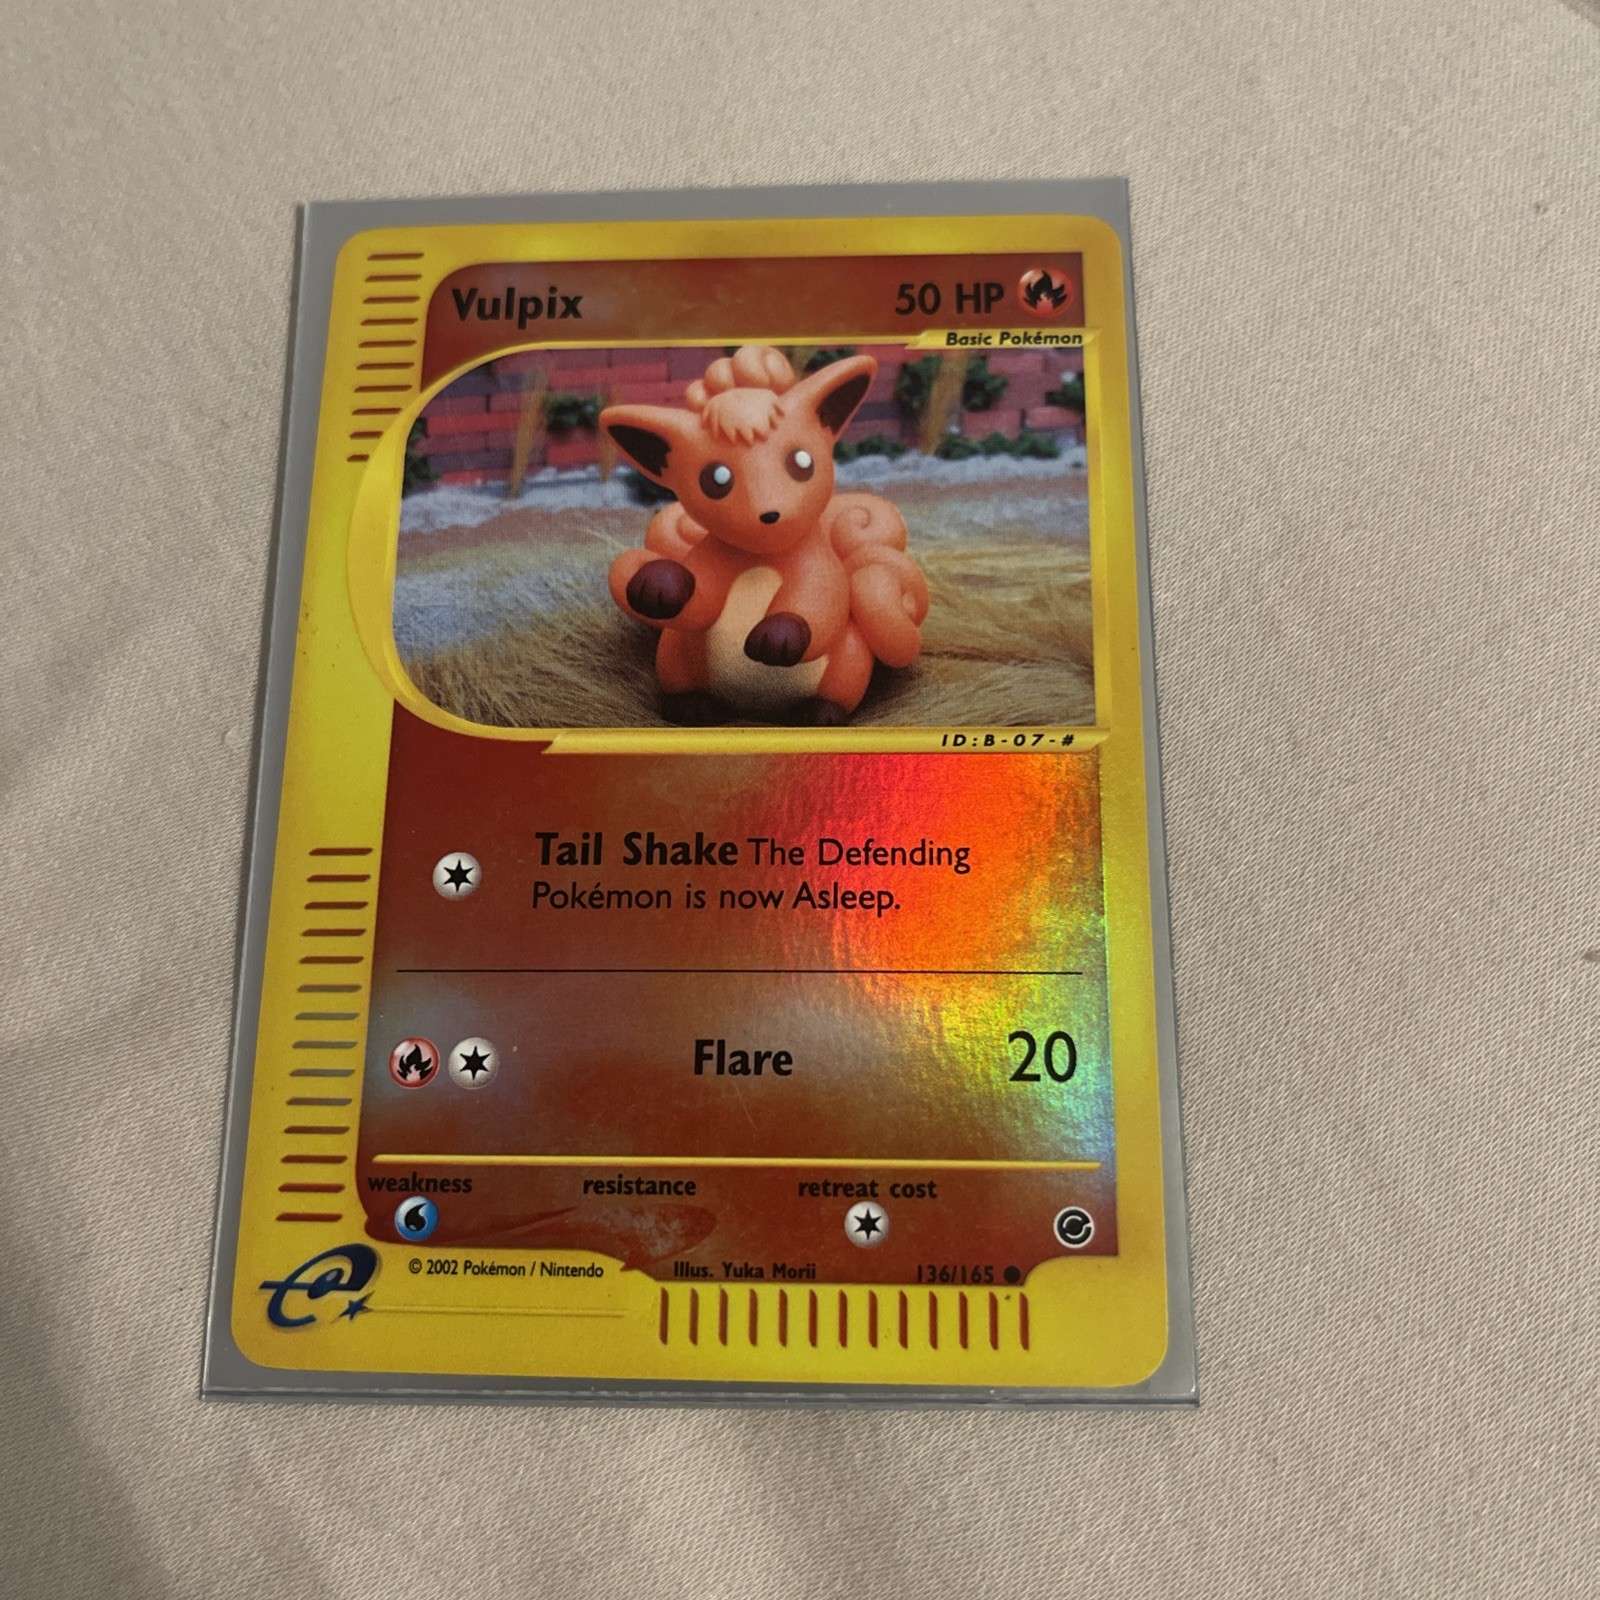 Vulpix 50 HP
Basic Pokémon
ID:B-07-#
Tail Shake The Defending
Pokémon is now Asleep.
Flare 20
weakness resistance retreat cost
© 2002 Pokémon / Nintendo Illus. Yuka Morii 136/165 ●